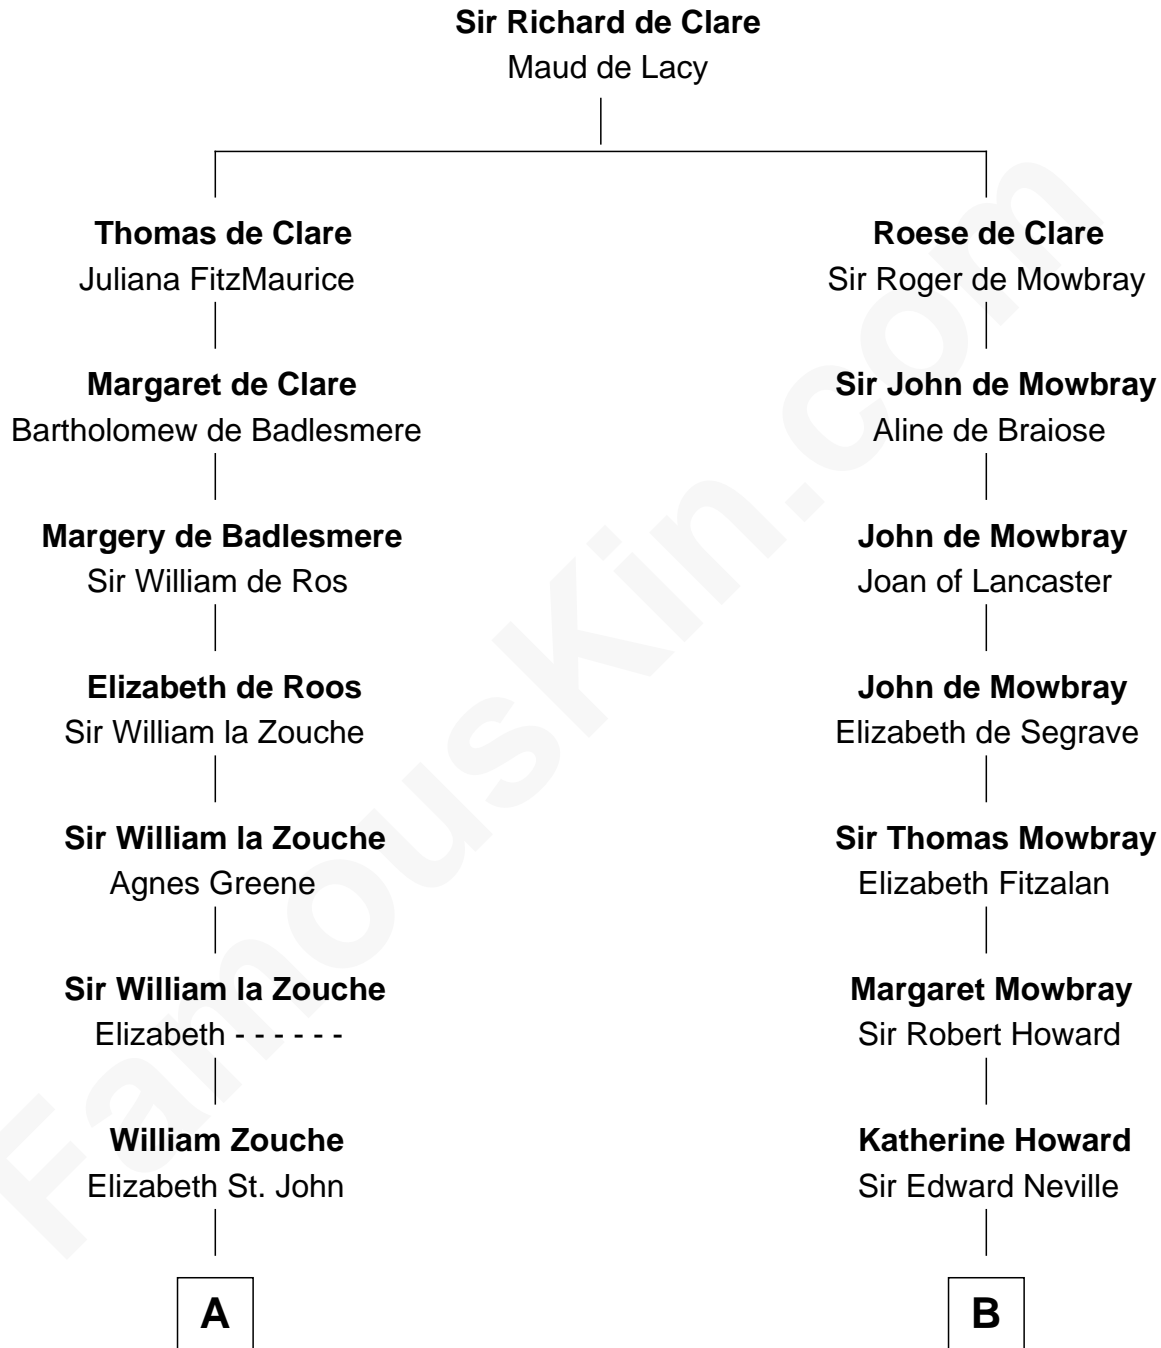 Sir Richard de Clare
Maud de Lacy
Thomas de Clare
Juliana FitzMaurice
Margaret de Clare
Bartholomew de Badlesmere
Margery de Badlesmere
Sir William de Ros
Elizabeth de Roos
Sir William la Zouche
Sir William la Zouche
Agnes Greene
Sir William la Zouche
Elizabeth - - - - - -
William Zouche
Elizabeth St. John
A
Roese de Clare
Sir Roger de Mowbray
Sir John de Mowbray
Aline de Braiose
John de Mowbray
Joan of Lancaster
John de Mowbray
Elizabeth de Segrave
Sir Thomas Mowbray
Elizabeth Fitzalan
Margaret Mowbray
Sir Robert Howard
Katherine Howard
Sir Edward Neville
B
FamousKin.com